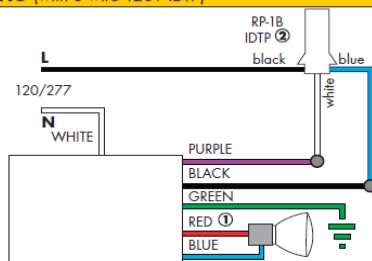 RP-1B
IDTP ②
black
blue
L
120/277
white
N
WHITE
PURPLE
BLACK
GREEN
RED ①
BLUE